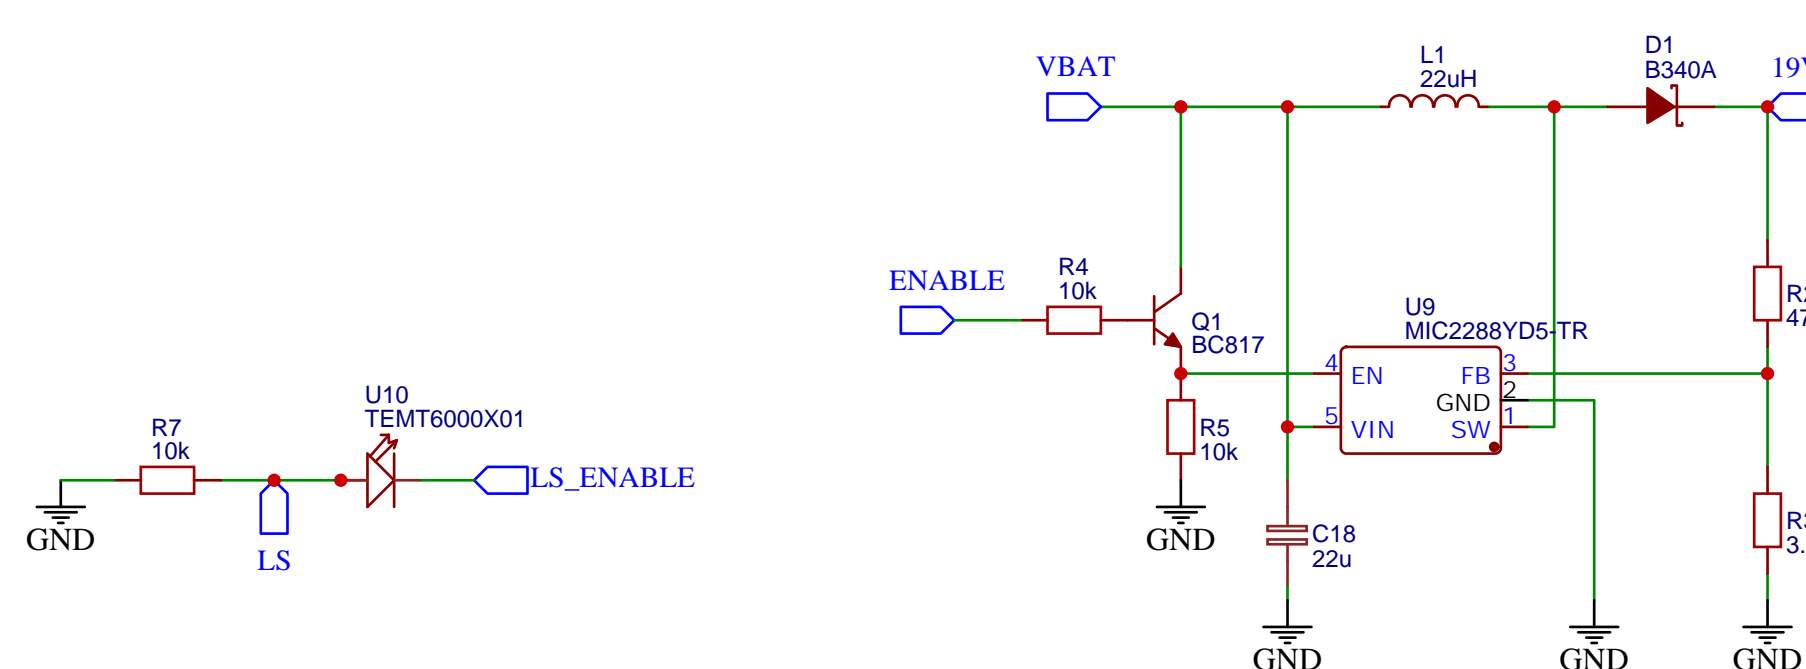 VBAT
L1
22uH
D1
B340A
ENABLE
R4
10k
Q1
BC817
U9
MIC2288YD5-TR
4
EN
5
VIN
FB
3
GND
2
SW
1
R5
10k
GND
C18
22u
GND
GND
GND
R7
10k
U10
TEMT6000X01
LS_ENABLE
LS
GND